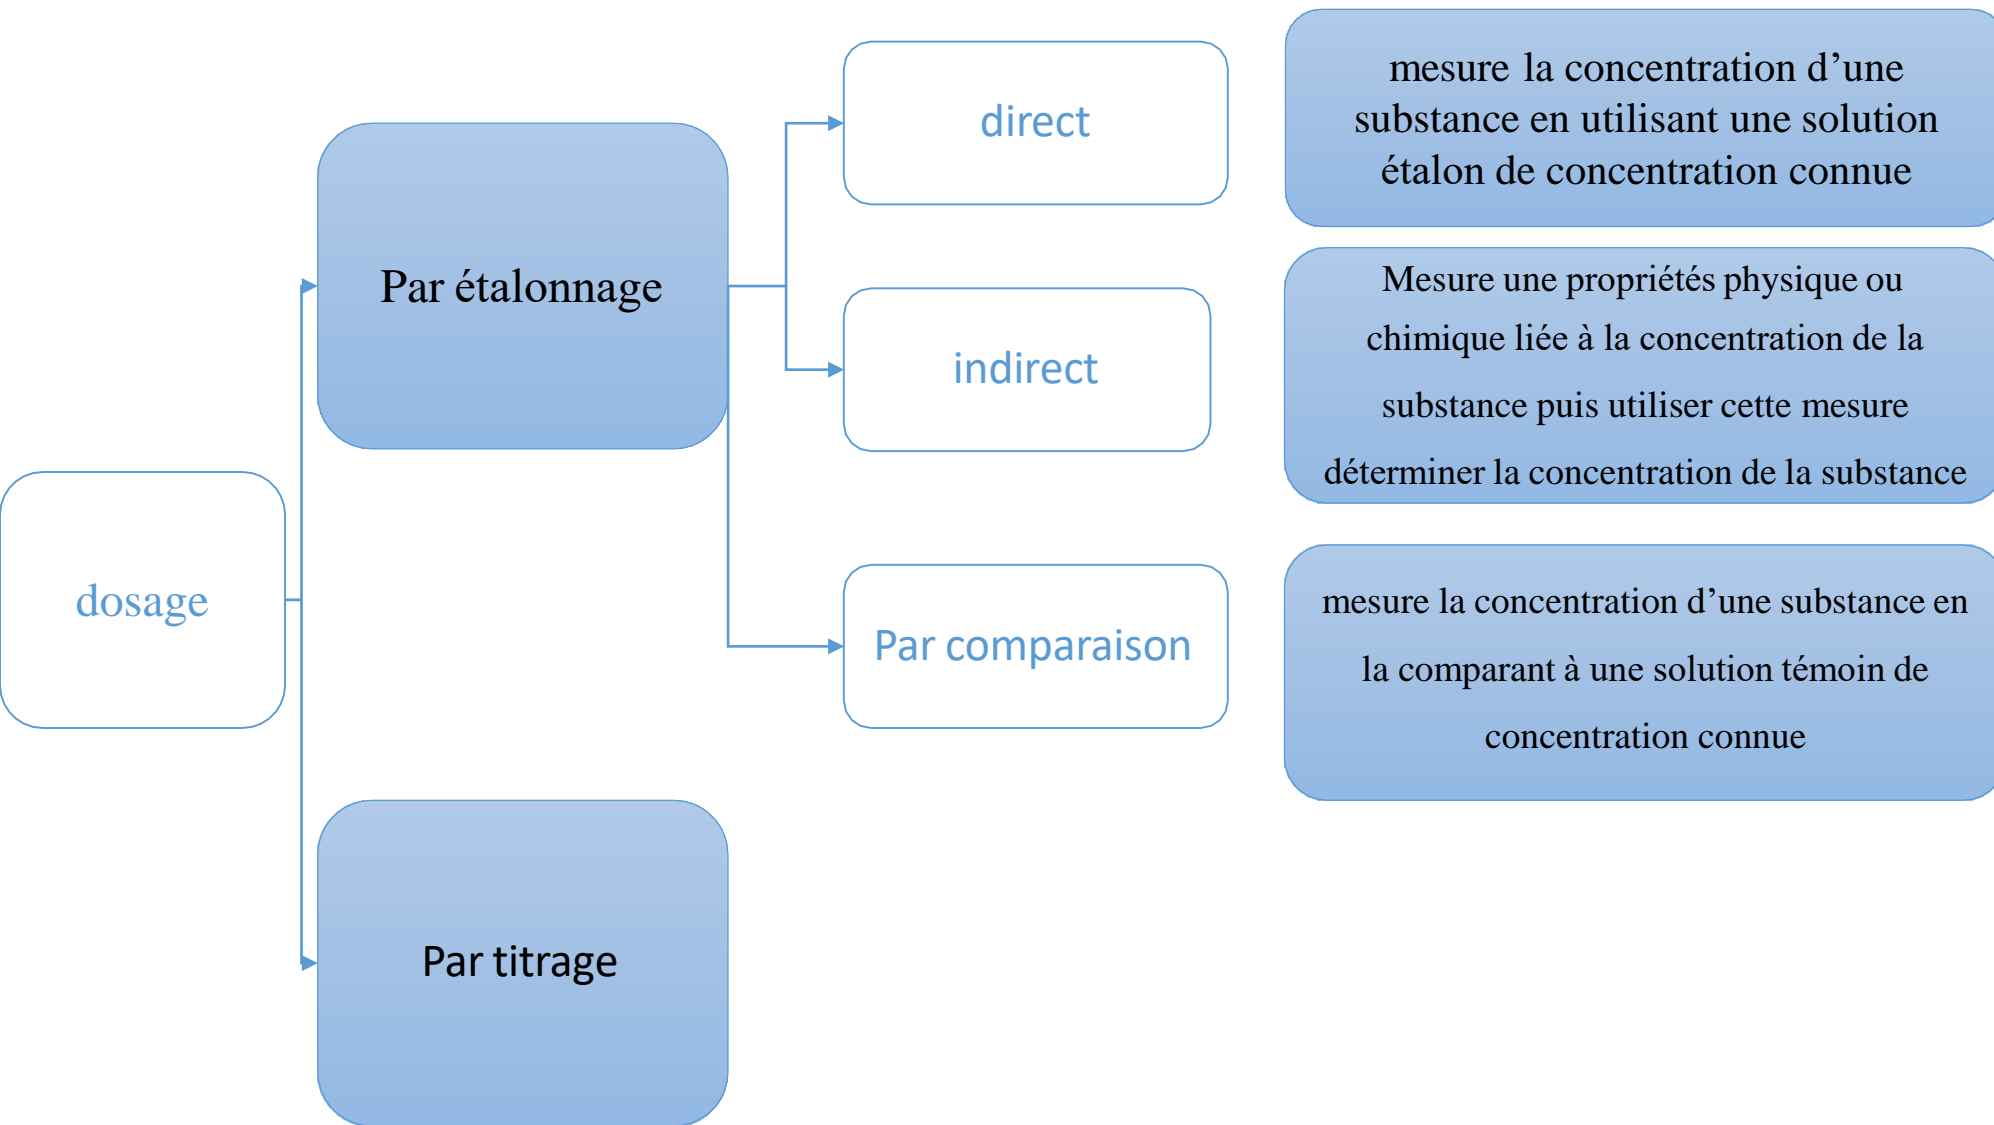 dosage
Par étalonnage
direct
mesure la concentration d’une
substance en utilisant une solution
étalon de concentration connue
indirect
Mesure une propriétés physique ou
chimique liée à la concentration de la
substance puis utiliser cette mesure
déterminer la concentration de la substance
Par comparaison
mesure la concentration d’une substance en
la comparant à une solution témoin de
concentration connue
Par titrage